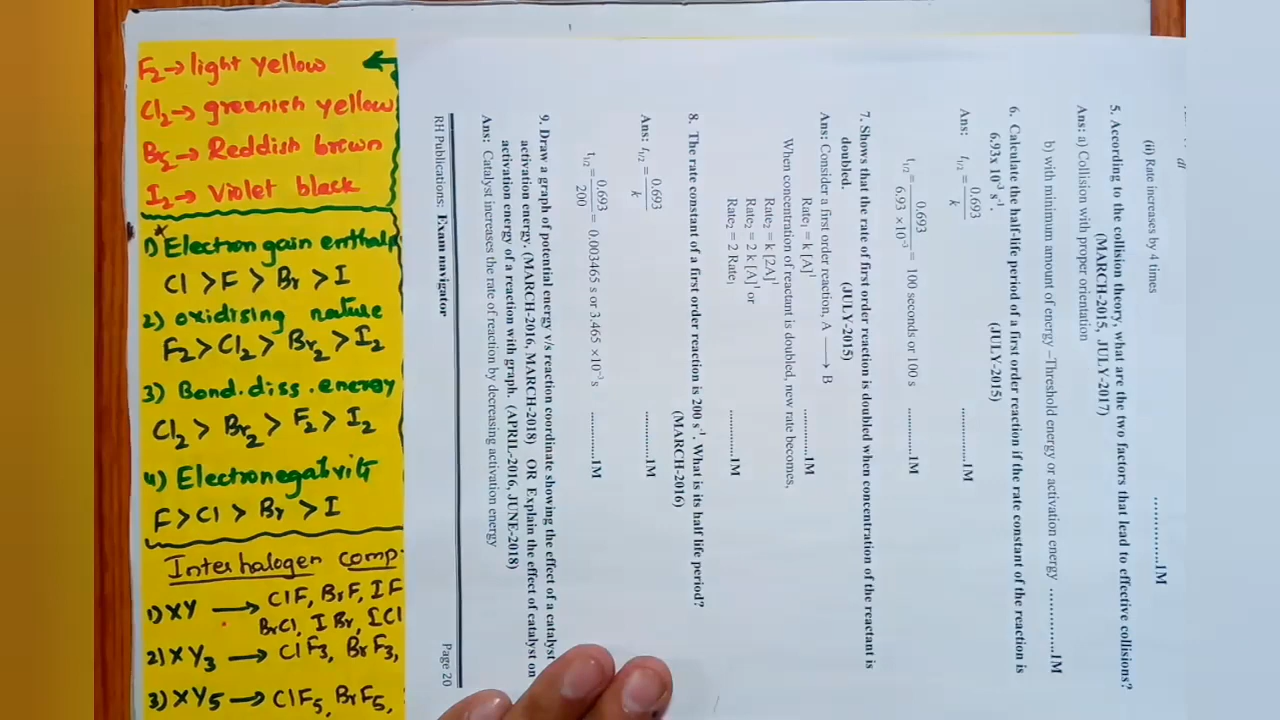 F₂→ light yellow
Cl₂→ greenish yellow
Br₂→ Reddish brown
I₂→ Violet black
1) Electron gain enthalp
Cl > F > Br > I
2) oxidising nature
F₂ > Cl₂ > Br₂ > I₂
3) Bond. diss. energy
Cl₂ > Br₂ > F₂ > I₂
4) Electronegativity
F > Cl > Br > I
Inter halogen comp
1) XY → ClF, BrF, IF
BrCl, IBr, ICl
2) XY₃ → ClF₃, BrF₃,
3) XY₅ → ClF₅, BrF₅,
dt
(ii) Rate increases by 4 times ..............1M
5. According to the collision theory, what are the two factors that lead to effective collisions?
(MARCH-2015, JULY-2017)
Ans: a) Collision with proper orientation
b) with minimum amount of energy –Threshold energy or activation energy ..............1M
6. Calculate the half-life period of a first order reaction if the rate constant of the reaction is
6.93x 10⁻³ s⁻¹. (JULY-2015)
Ans: t₁/₂ = 0.693/k ............1M
t₁/₂ = 0.693/6.93 ×10⁻³ = 100 seconds or 100 s ............1M
7. Shows that the rate of first order reaction is doubled when concentration of the reactant is
doubled. (JULY-2015)
Ans: Consider a first order reaction, A ⟶ B
Rate₁ = k [A]¹ ............1M
When concentration of reactant is doubled, new rate becomes,
Rate₂ = k [2A]¹
Rate₂ = 2 k [A]¹ or
Rate₂ = 2 Rate₁ ............1M
8. The rate constant of a first order reaction is 200 s⁻¹. What is its half life period?
(MARCH-2016)
Ans: t₁/₂ = 0.693/k ............1M
t₁/₂ = 0.693/200 = 0.003465 s or 3.465 ×10⁻³ s ............1M
9. Draw a graph of potential energy v/s reaction coordinate showing the effect of a catalyst
activation energy. (MARCH-2016, MARCH-2018) OR Explain the effect of catalyst on
activation energy of a reaction with graph. (APRIL-2016, JUNE-2018)
Ans: Catalyst increases the rate of reaction by decreasing activation energy
RH Publications: Exam navigator Page 20